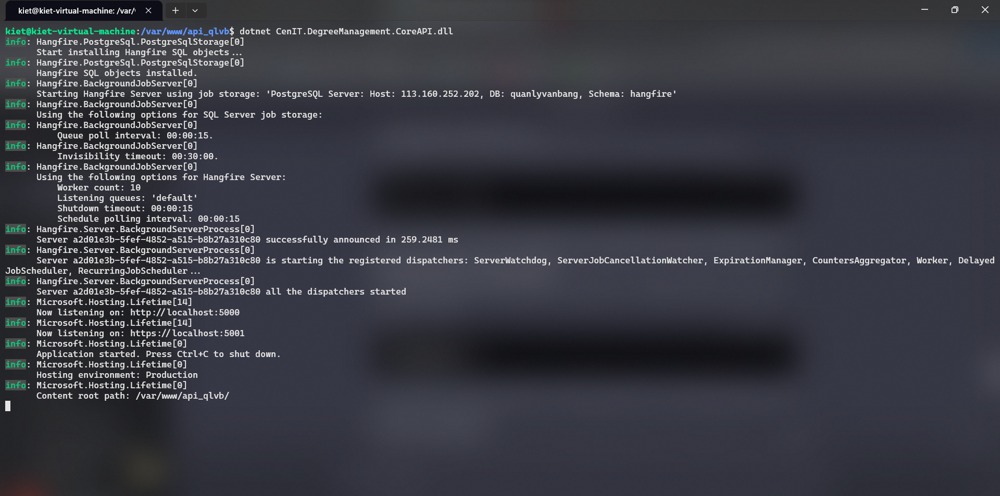 kiet@kiet-virtual-machine: /var/
kiet@kiet-virtual-machine:/var/www/api_qlvb$ dotnet CenIT.DegreeManagement.CoreAPI.dll
info: Hangfire.PostgreSql.PostgreSqlStorage[0]
Start installing Hangfire SQL objects...
info: Hangfire.PostgreSql.PostgreSqlStorage[0]
Hangfire SQL objects installed.
info: Hangfire.BackgroundJobServer[0]
Starting Hangfire Server using job storage: 'PostgreSQL Server: Host: 113.160.252.202, DB: quanlyvanbang, Schema: hangfire'
info: Hangfire.BackgroundJobServer[0]
Using the following options for SQL Server job storage:
info: Hangfire.BackgroundJobServer[0]
Queue poll interval: 00:00:15.
info: Hangfire.BackgroundJobServer[0]
Invisibility timeout: 00:30:00.
info: Hangfire.BackgroundJobServer[0]
Using the following options for Hangfire Server:
Worker count: 10
Listening queues: 'default'
Shutdown timeout: 00:00:15
Schedule polling interval: 00:00:15
info: Hangfire.Server.BackgroundServerProcess[0]
Server a2d01e3b-5fef-4852-a515-b8b27a310c80 successfully announced in 259.2481 ms
info: Hangfire.Server.BackgroundServerProcess[0]
Server a2d01e3b-5fef-4852-a515-b8b27a310c80 is starting the registered dispatchers: ServerWatchdog, ServerJobCancellationWatcher, ExpirationManager, CountersAggregator, Worker, Delayed
JobScheduler, RecurringJobScheduler...
info: Hangfire.Server.BackgroundServerProcess[0]
Server a2d01e3b-5fef-4852-a515-b8b27a310c80 all the dispatchers started
info: Microsoft.Hosting.Lifetime[14]
Now listening on: http://localhost:5000
info: Microsoft.Hosting.Lifetime[14]
Now listening on: https://localhost:5001
info: Microsoft.Hosting.Lifetime[0]
Application started. Press Ctrl+C to shut down.
info: Microsoft.Hosting.Lifetime[0]
Hosting environment: Production
info: Microsoft.Hosting.Lifetime[0]
Content root path: /var/www/api_qlvb/